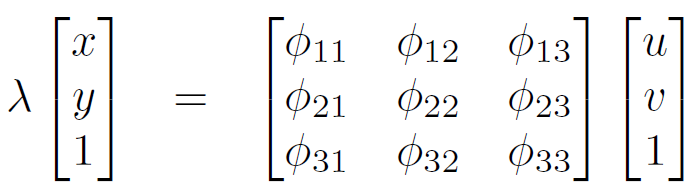 λ [x y 1] = [ϕ11 ϕ12 ϕ13; ϕ21 ϕ22 ϕ23; ϕ31 ϕ32 ϕ33] [u v 1]